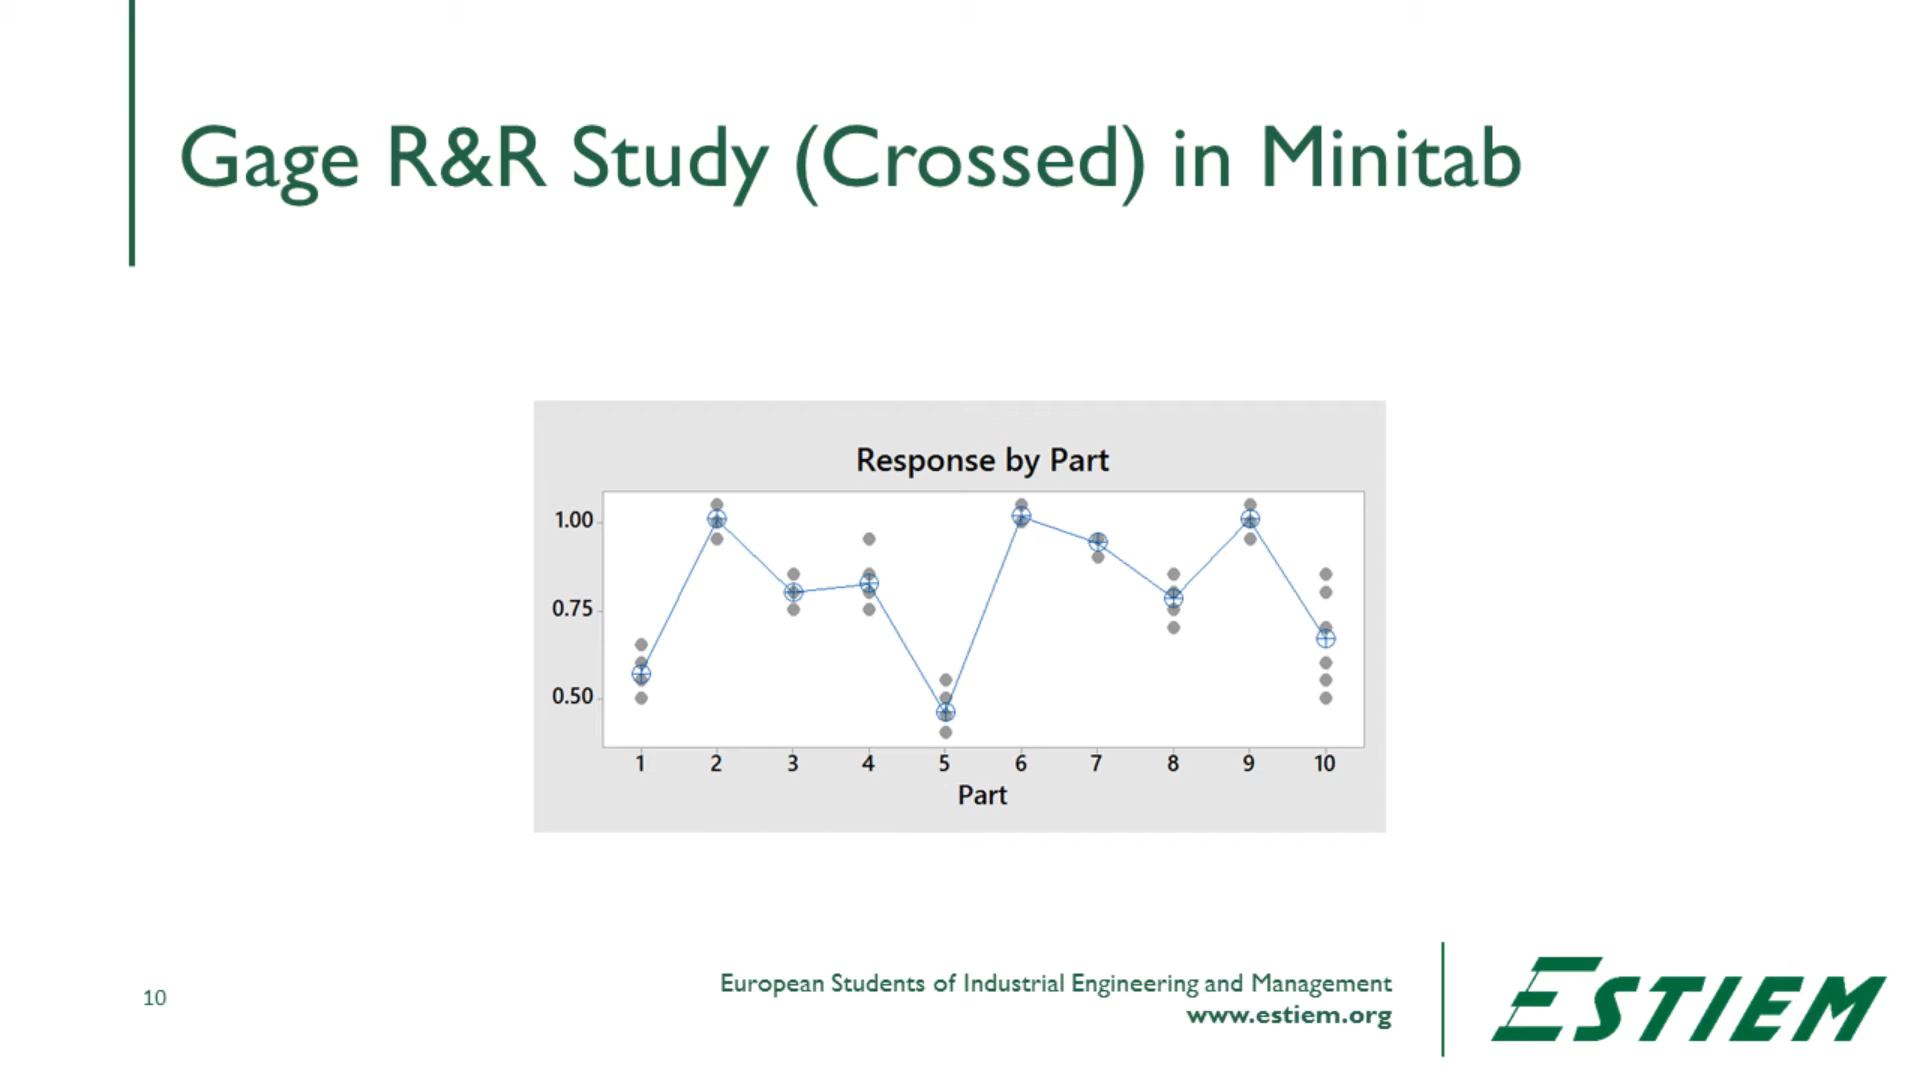 Gage R&R Study (Crossed) in Minitab
Response by Part
1.00
0.75
0.50
1 2 3 4 5 6 7 8 9 10
Part
10
European Students of Industrial Engineering and Management
www.estiem.org
ESTIEM